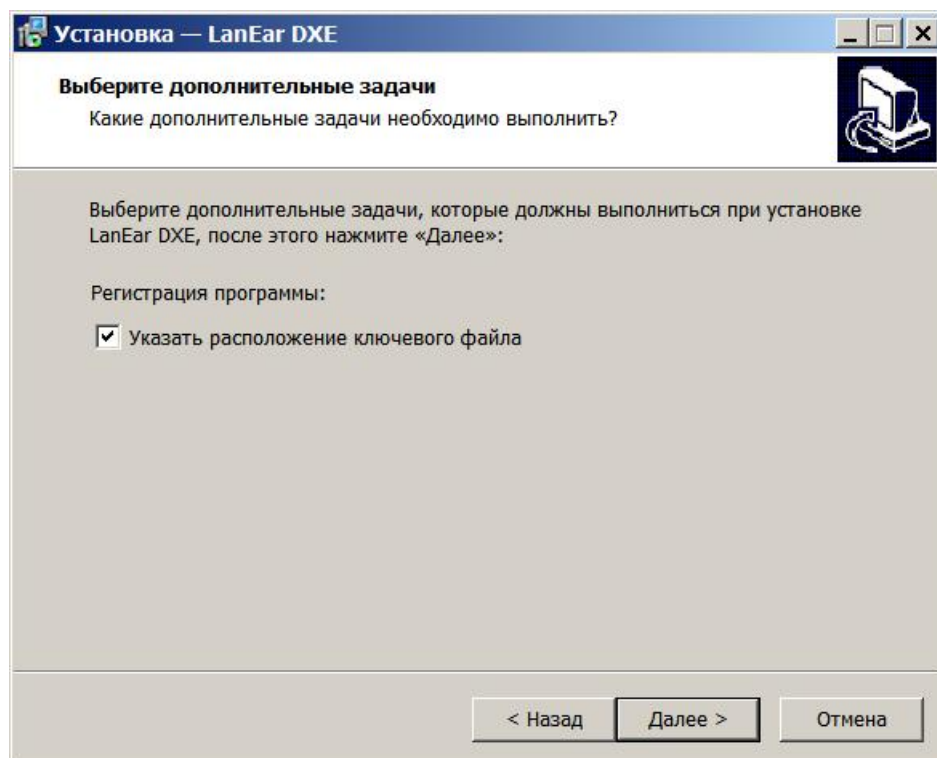 Установка — LanEar DXE
Выберите дополнительные задачи
Какие дополнительные задачи необходимо выполнить?
Выберите дополнительные задачи, которые должны выполниться при установке
LanEar DXE, после этого нажмите «Далее»:
Регистрация программы:
Указать расположение ключевого файла
< Назад
Далее >
Отмена